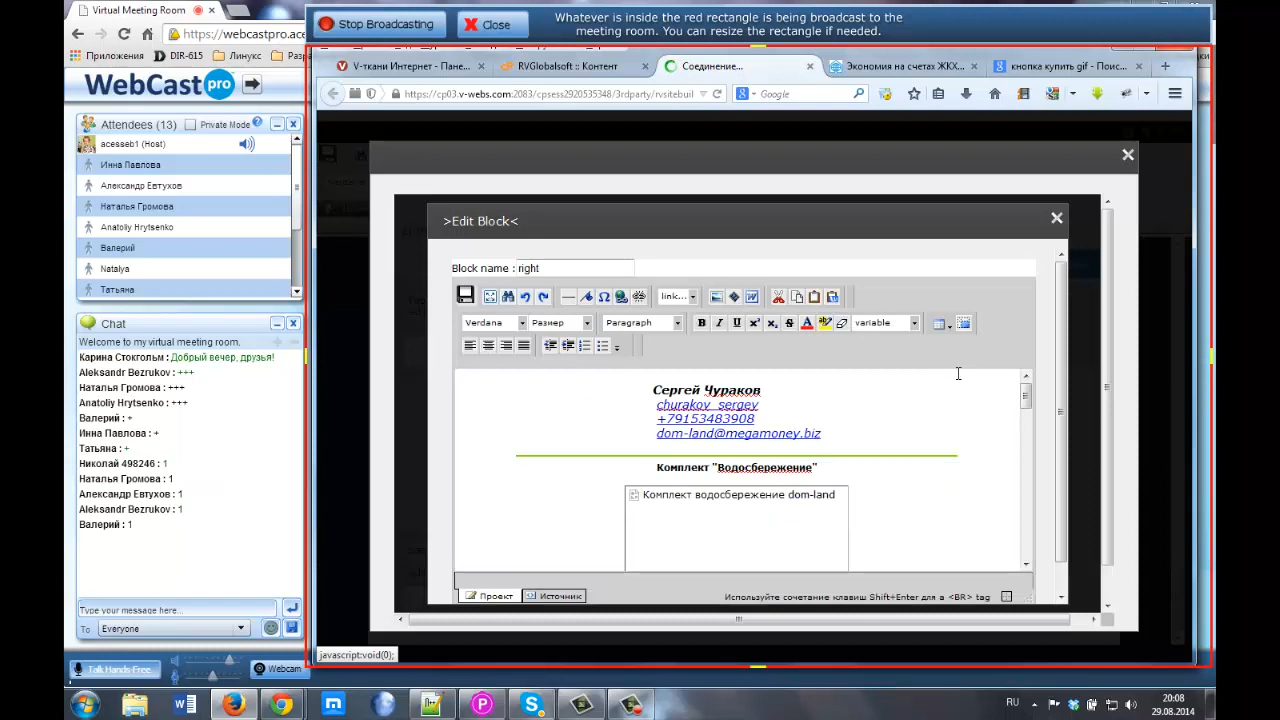 Virtual Meeting Room
Stop Broadcasting
Close
Whatever is inside the red rectangle is being broadcast to the
meeting room. You can resize the rectangle if needed.
https://webcastpro.ace
Приложения
DIR-615
Линукс
Разр
V-ткани Интернет - Пане...
RVGlobalsoft :: Контент
Соединение...
Экономия на счетах ЖКХ...
кнопка купить gif - Поис...
https://cp03.v-webs.com:2083/cpsess2920535348/3rdparty/rvsitebuil
Google
WebCast pro
Attendees (13)
Private Mode
acesseb1 (Host)
Инна Павлова
Александр Евтухов
Наталья Громова
Anatoliy Hrytsenko
Валерий
Natalya
Татьяна
Chat
Welcome to my virtual meeting room.
Карина Стокгольм : Добрый вечер, друзья!
Aleksandr Bezrukov : +++
Наталья Громова : +++
Anatoliy Hrytsenko : +++
Валерий : +
Инна Павлова : +
Татьяна : +
Николай 498246 : 1
Наталья Громова : 1
Александр Евтухов : 1
Aleksandr Bezrukov : 1
Валерий : 1
Type your message here...
To
Everyone
Talk Hands-Free
Webcam
>Edit Block<
Block name : right
link...
Verdana
Размер
Paragraph
variable
Сергей Чураков
churakov_sergey
+79153483908
dom-land@megamoney.biz
Комплект "Водосбережение"
Комплект водосбережение dom-land
Проект
Источник
Используйте сочетание клавиш Shift+Enter для a <BR> tag
javascript:void(0);
RU
20:08
29.08.2014